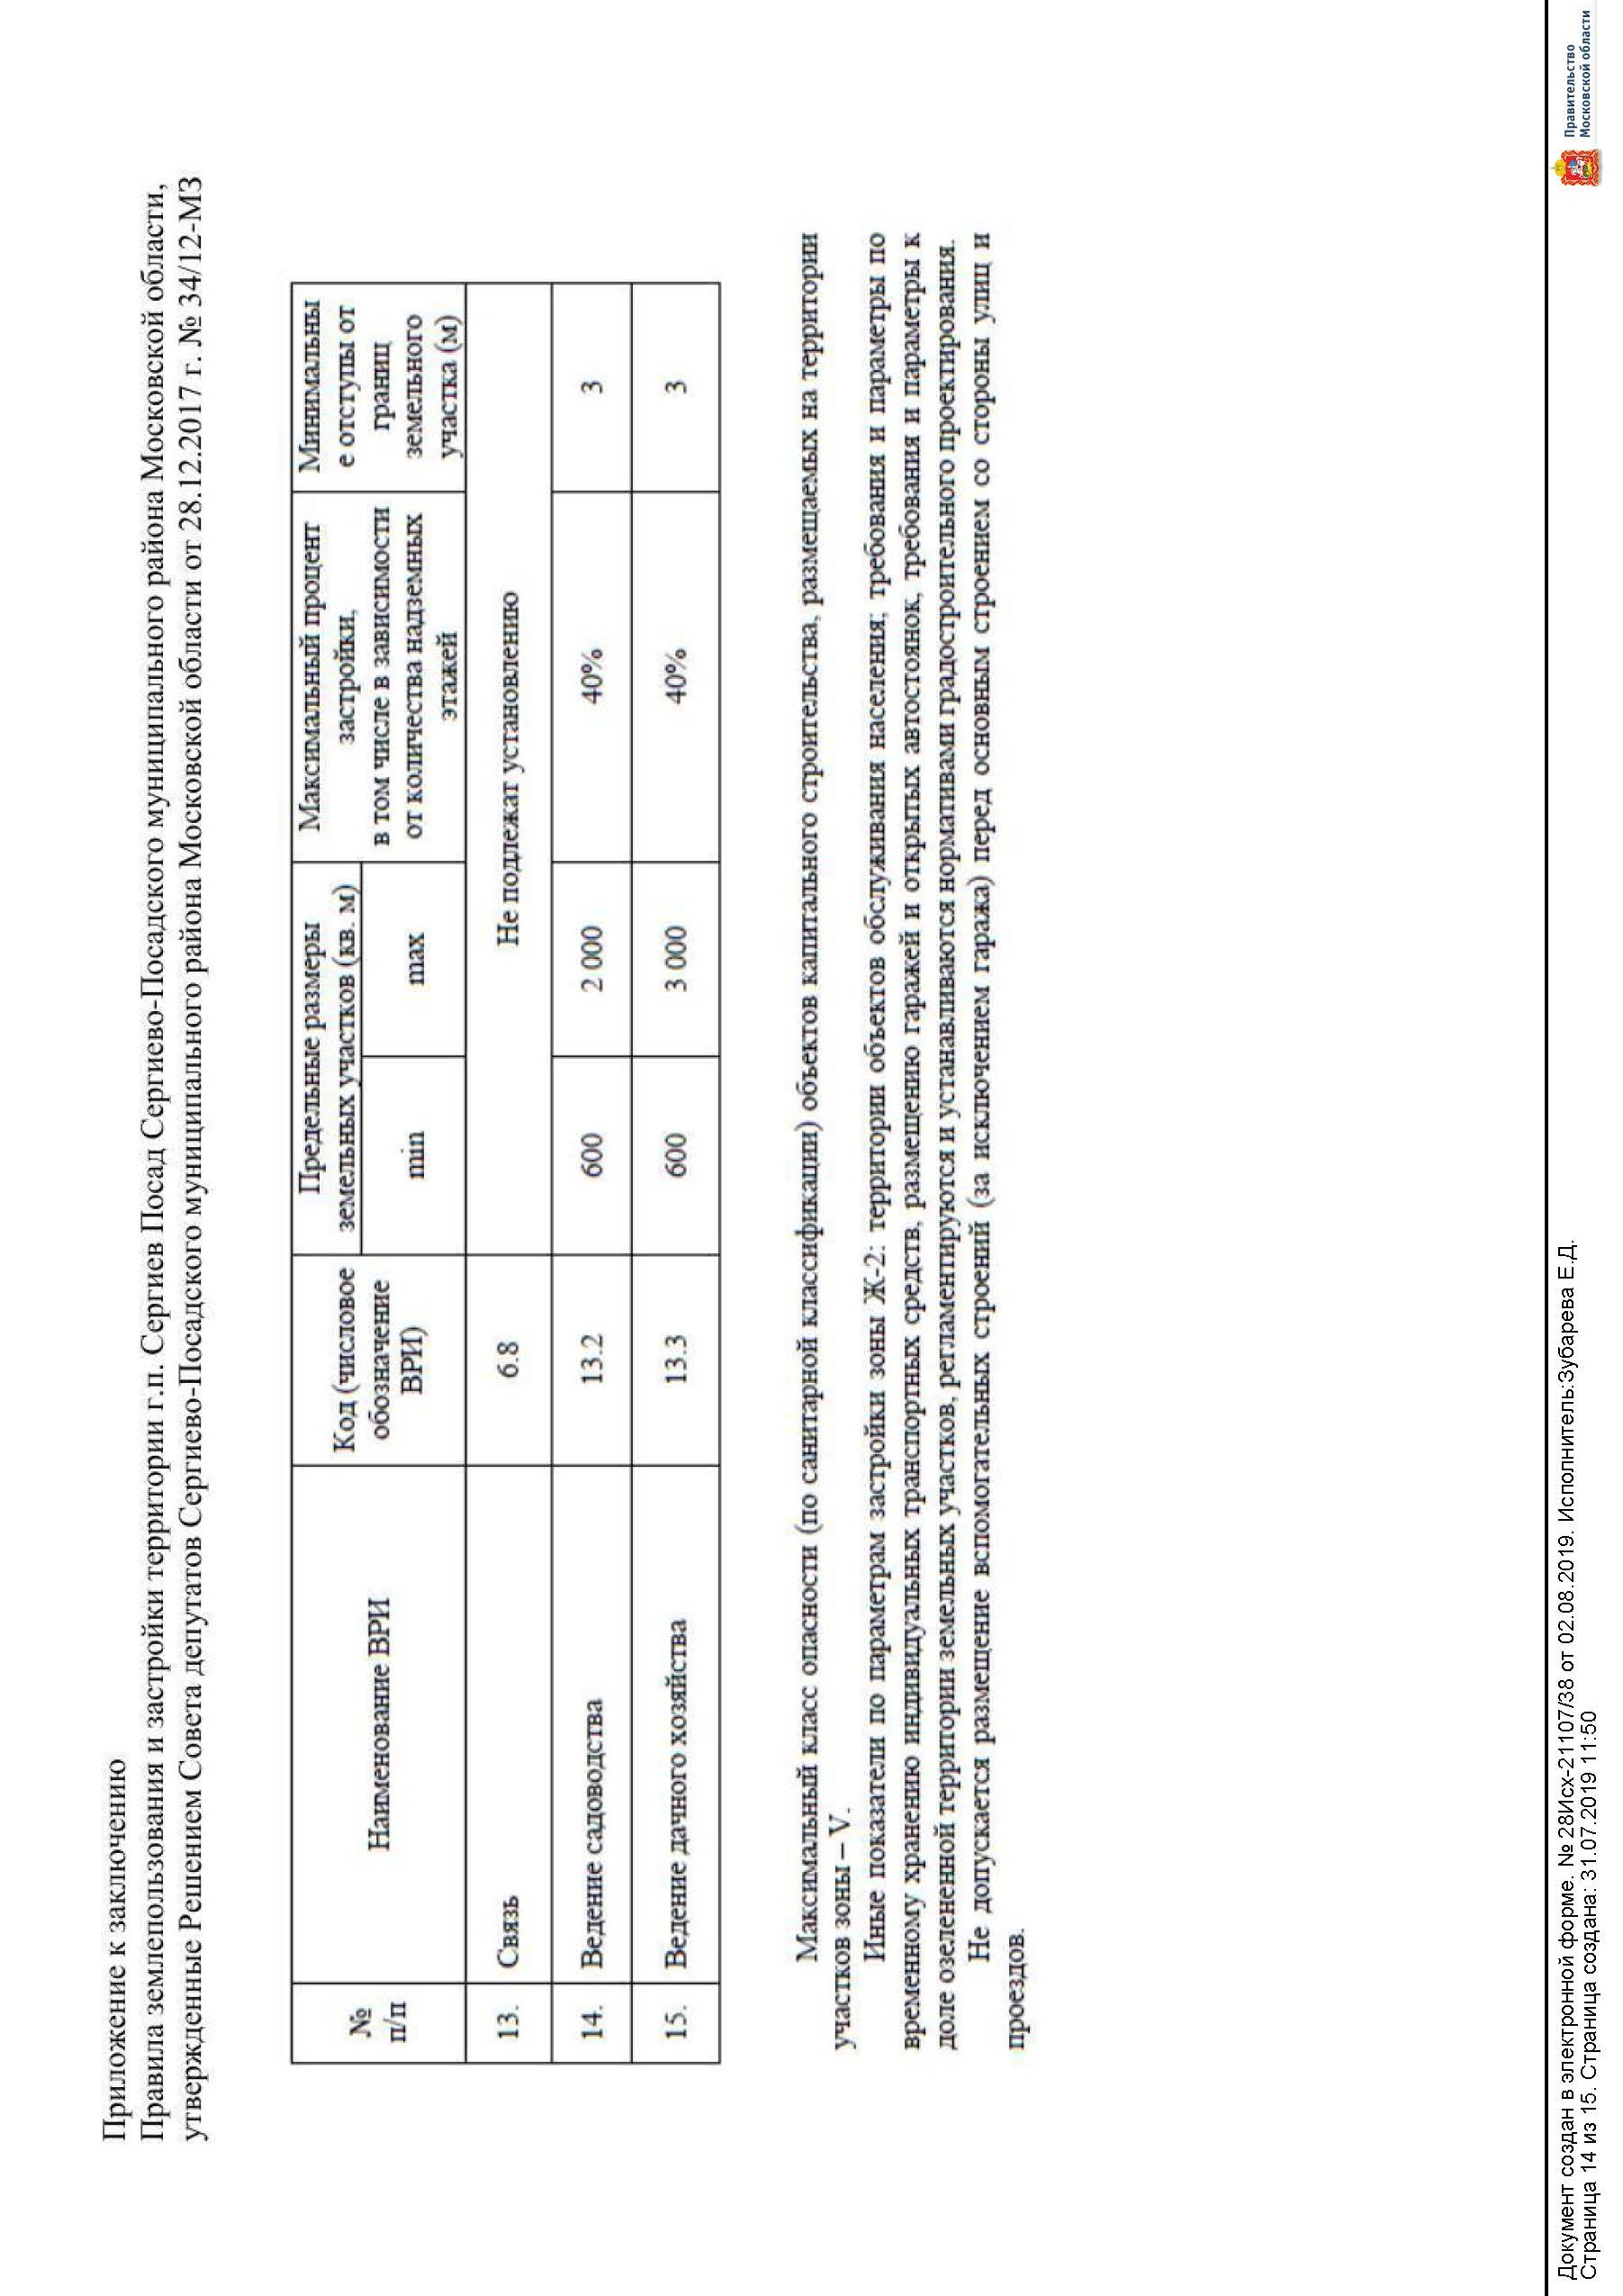 Приложение к заключению
Правила землепользования и застройки территории г.п. Сергиев Посад Сергиево-Посадского муниципального района Московской области,
утвержденные Решением Совета депутатов Сергиево-Посадского муниципального района Московской области от 28.12.2017 г. № 34/12-МЗ
№
п/п
Наименование ВРИ
Код (числовое
обозначение
ВРИ)
Предельные размеры
земельных участков (кв. м)
min
max
Максимальный процент
застройки,
в том числе в зависимости
от количества надземных
этажей
Минимальны
е отступы от
границ
земельного
участка (м)
13. Связь 6.8 Не подлежат установлению
14. Ведение садоводства 13.2 600 2 000 40% 3
15. Ведение дачного хозяйства 13.3 600 3 000 40% 3
Максимальный класс опасности (по санитарной классификации) объектов капитального строительства, размещаемых на территории
участков зоны – V.
Иные показатели по параметрам застройки зоны Ж-2: территории объектов обслуживания населения; требования и параметры по
временному хранению индивидуальных транспортных средств, размещению гаражей и открытых автостоянок, требования и параметры к
доле озелененной территории земельных участков, регламентируются и устанавливаются нормативами градостроительного проектирования.
Не допускается размещение вспомогательных строений (за исключением гаража) перед основным строением со стороны улиц и
проездов.
Документ создан в электронной форме. № 28Исх-21107/38 от 02.08.2019. Исполнитель:Зубарева Е.Д.
Страница 14 из 15. Страница создана: 31.07.2019 11:50
Правительство
Московской области